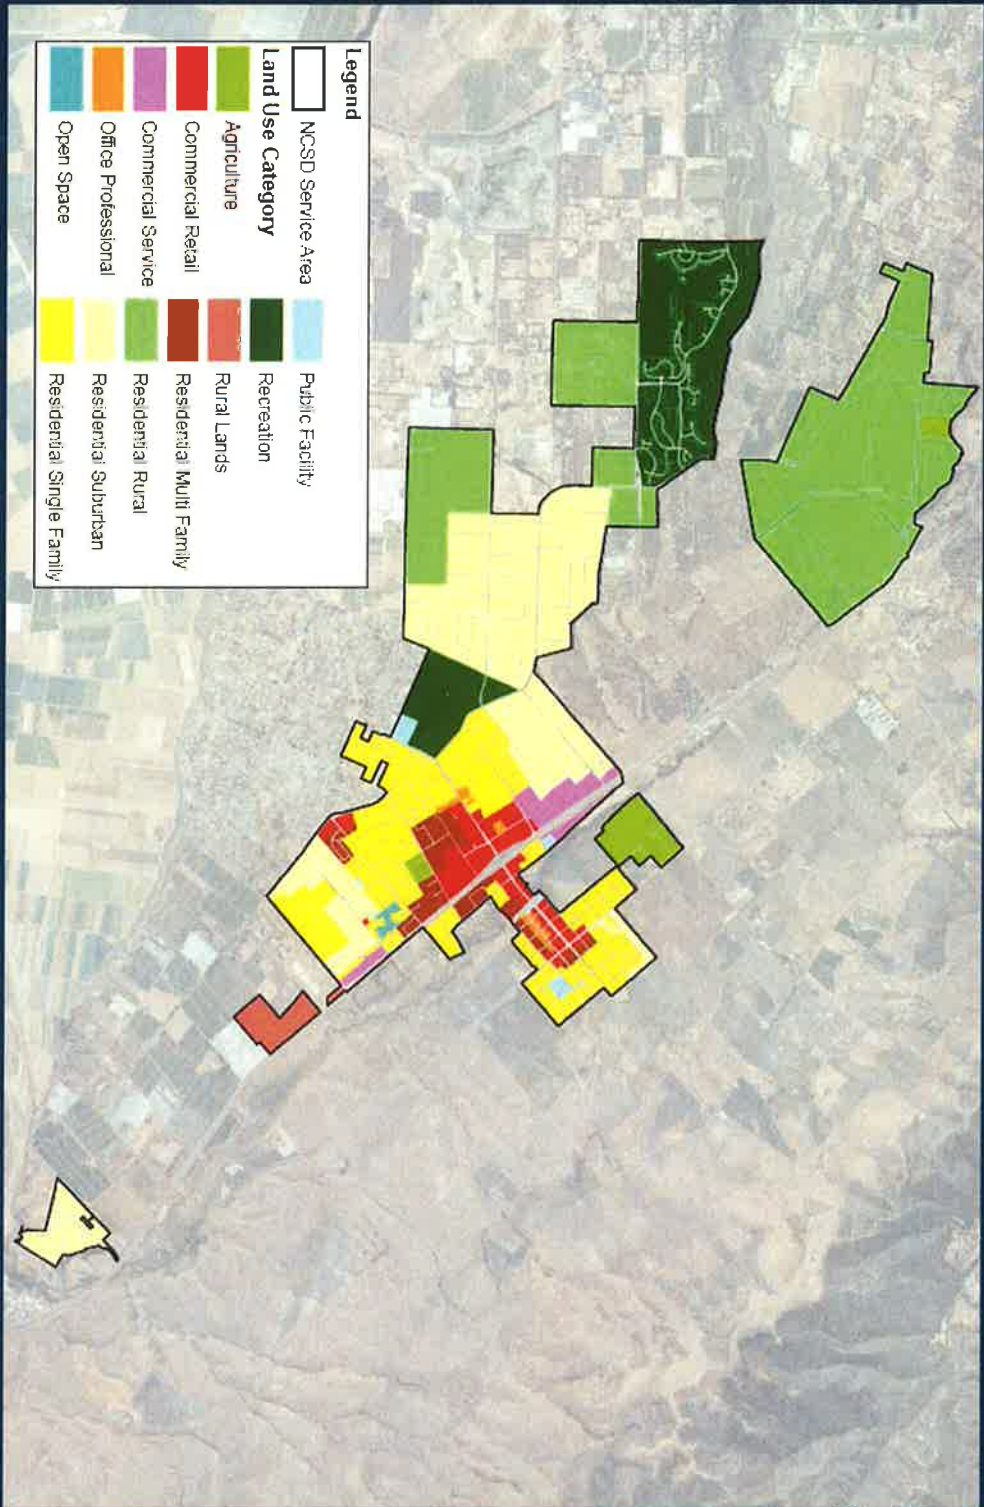 Legend
NCSD Service Area
Land Use Category
Agriculture
Commercial Retail
Commercial Service
Office Professional
Open Space
Public Facility
Recreation
Rural Lands
Residential Multi Family
Residential Rural
Residential Suburban
Residential Single Family